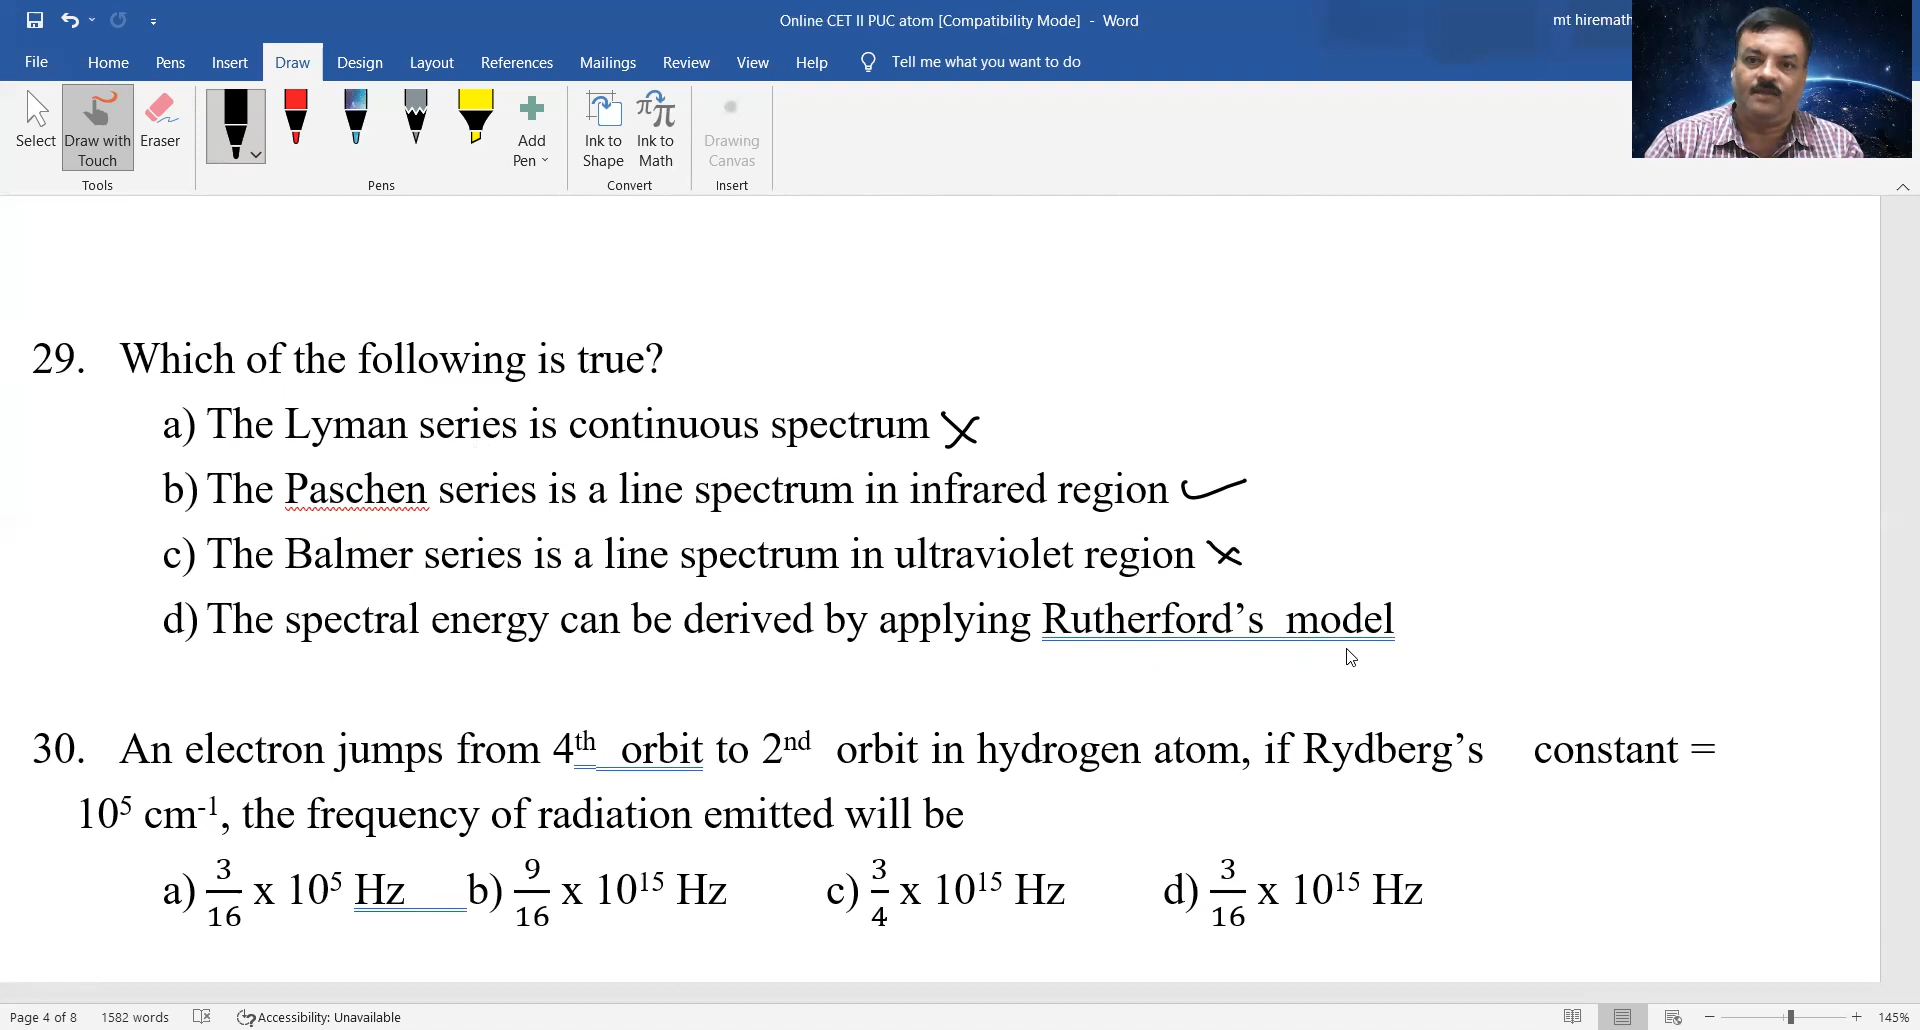 Online CET II PUC atom [Compatibility Mode] - Word
mt hiremath
File Home Pens Insert Draw Design Layout References Mailings Review View Help Tell me what you want to do
Select
Draw with Touch
Eraser
Add Pen
Ink to Shape
Ink to Math
Drawing Canvas
Tools Pens Convert Insert
29. Which of the following is true?
a) The Lyman series is continuous spectrum
b) The Paschen series is a line spectrum in infrared region
c) The Balmer series is a line spectrum in ultraviolet region
d) The spectral energy can be derived by applying Rutherford’s model
30. An electron jumps from 4th orbit to 2nd orbit in hydrogen atom, if Rydberg’s constant =
10⁵ cm⁻¹, the frequency of radiation emitted will be
a) 3/16 x 10⁵ Hz b) 9/16 x 10¹⁵ Hz c) 3/4 x 10¹⁵ Hz d) 3/16 x 10¹⁵ Hz
Page 4 of 8 1582 words Accessibility: Unavailable 145%